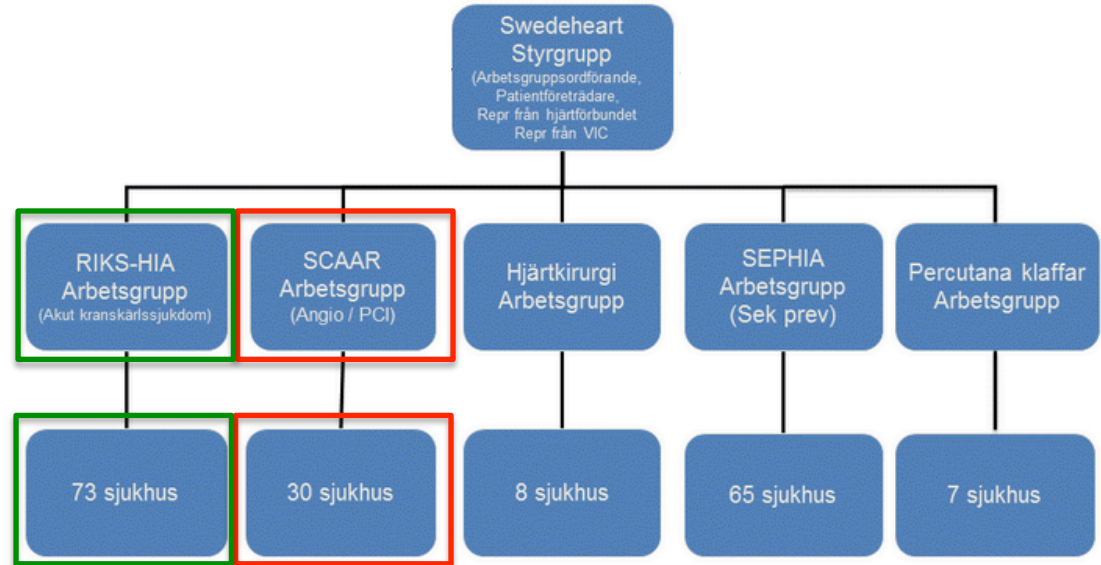 Swedeheart
Styrgrupp
(Arbetsgruppsordförande,
Patientföreträdare,
Repr från hjärtförbundet
Repr från VIC
RIKS-HIA
Arbetsgrupp
(Akut kranskärlssjukdom)
SCAAR
Arbetsgrupp
(Angio / PCI)
Hjärtkirurgi
Arbetsgrupp
SEPHIA
Arbetsgrupp
(Sek prev)
Percutana klaffar
Arbetsgrupp
73 sjukhus
30 sjukhus
8 sjukhus
65 sjukhus
7 sjukhus